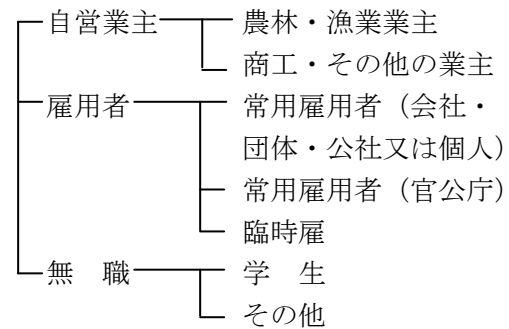 自営業主 農林・漁業業主
商工・その他の業主
雇用者 常用雇用者（会社・
団体・公社又は個人）
常用雇用者（官公庁）
臨時雇
無　職 学　生
その他